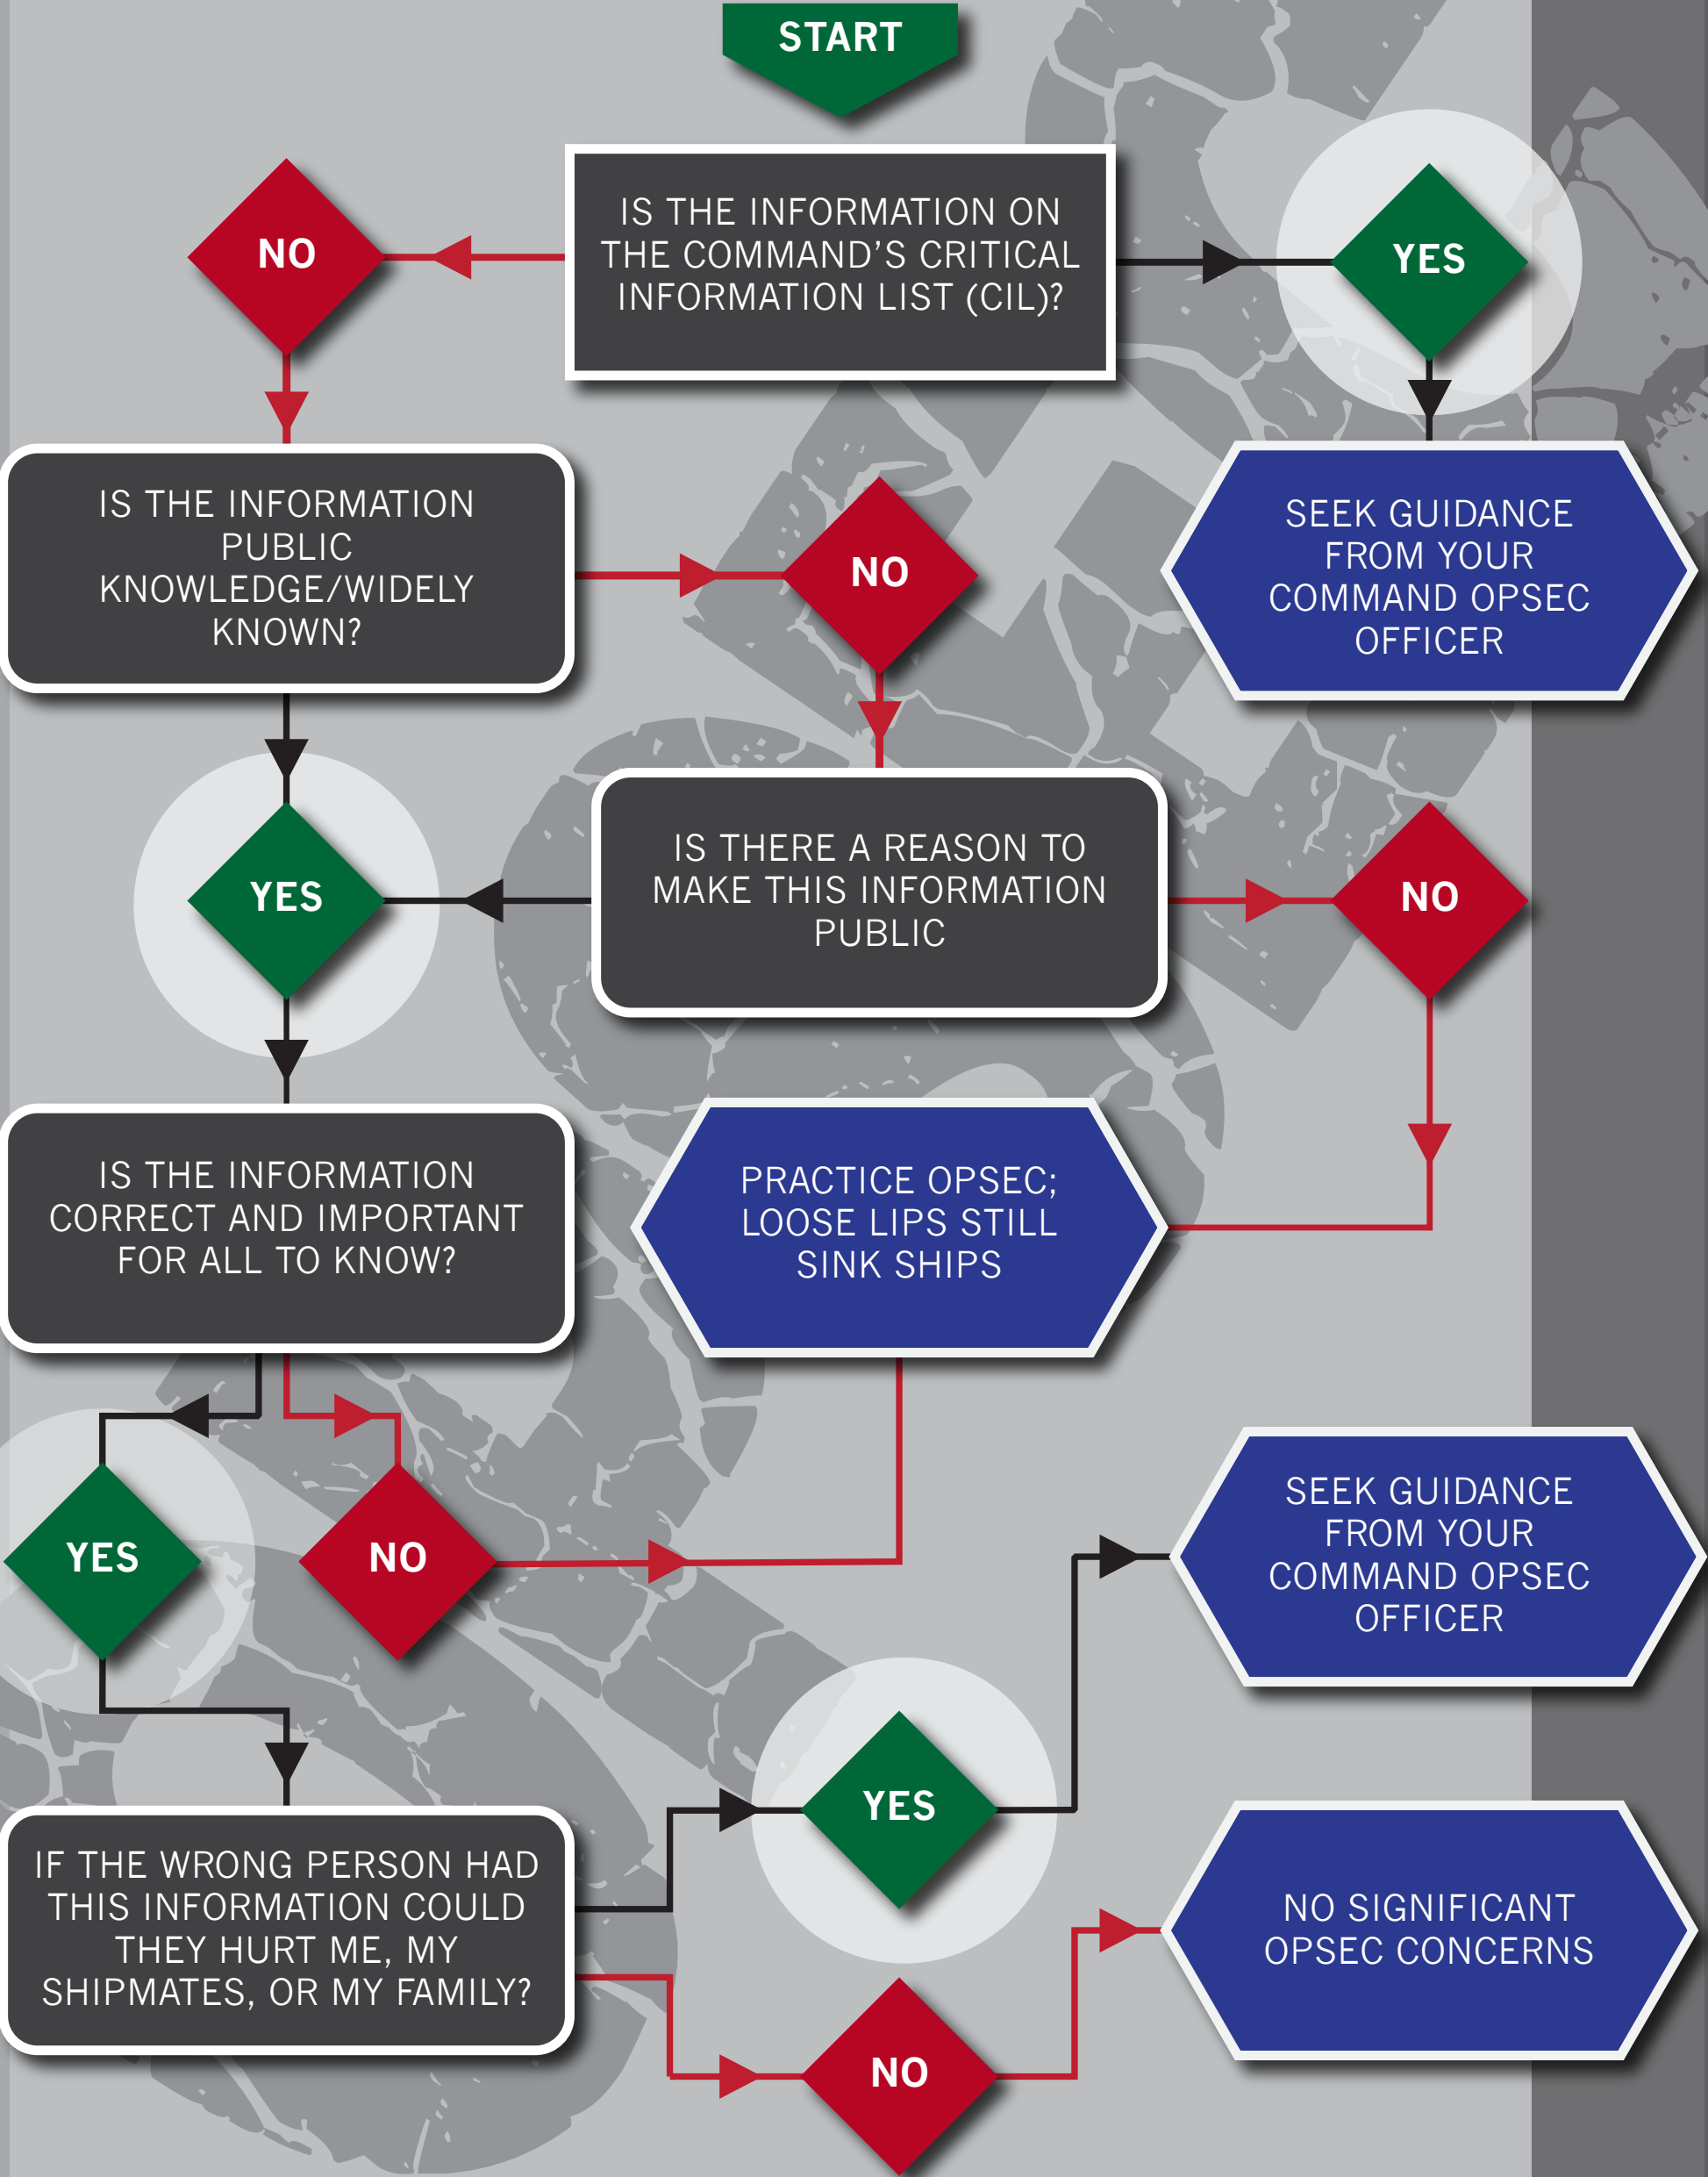 START
NO
IS THE INFORMATION ON
THE COMMAND’S CRITICAL
INFORMATION LIST (CIL)?
YES
IS THE INFORMATION
PUBLIC
KNOWLEDGE/WIDELY
KNOWN?
NO
SEEK GUIDANCE
FROM YOUR
COMMAND OPSEC
OFFICER
YES
IS THERE A REASON TO
MAKE THIS INFORMATION
PUBLIC
NO
IS THE INFORMATION
CORRECT AND IMPORTANT
FOR ALL TO KNOW?
PRACTICE OPSEC;
LOOSE LIPS STILL
SINK SHIPS
YES
NO
SEEK GUIDANCE
FROM YOUR
COMMAND OPSEC
OFFICER
YES
IF THE WRONG PERSON HAD
THIS INFORMATION COULD
THEY HURT ME, MY
SHIPMATES, OR MY FAMILY?
NO SIGNIFICANT
OPSEC CONCERNS
NO